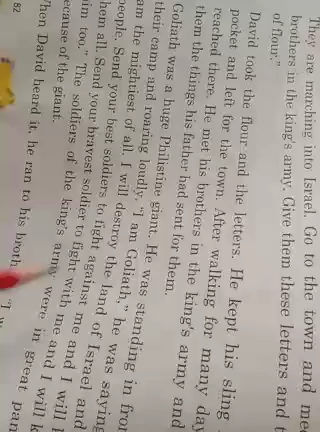 They are marching into Israel. Go to the town and
brothers in the king's army. Give them these letters and
of flour."
David took the flour and the letters. He kept his sling
pocket and left for the town. After walking for many
reached there. He met his brothers in the king's army and
them the things his father had sent for them.
Goliath was a huge Philistine giant. He was standing in
their camp and roaring loudly, "I am Goliath," he was
am the mightiest of all. I will destroy the land of Israel and
people. Send your best soldiers to fight against me and
them all. Send your bravest soldier to fight with me and I will
him too." The soldiers of the king's army were in great
because of the giant.
When David heard it, he ran to his
82